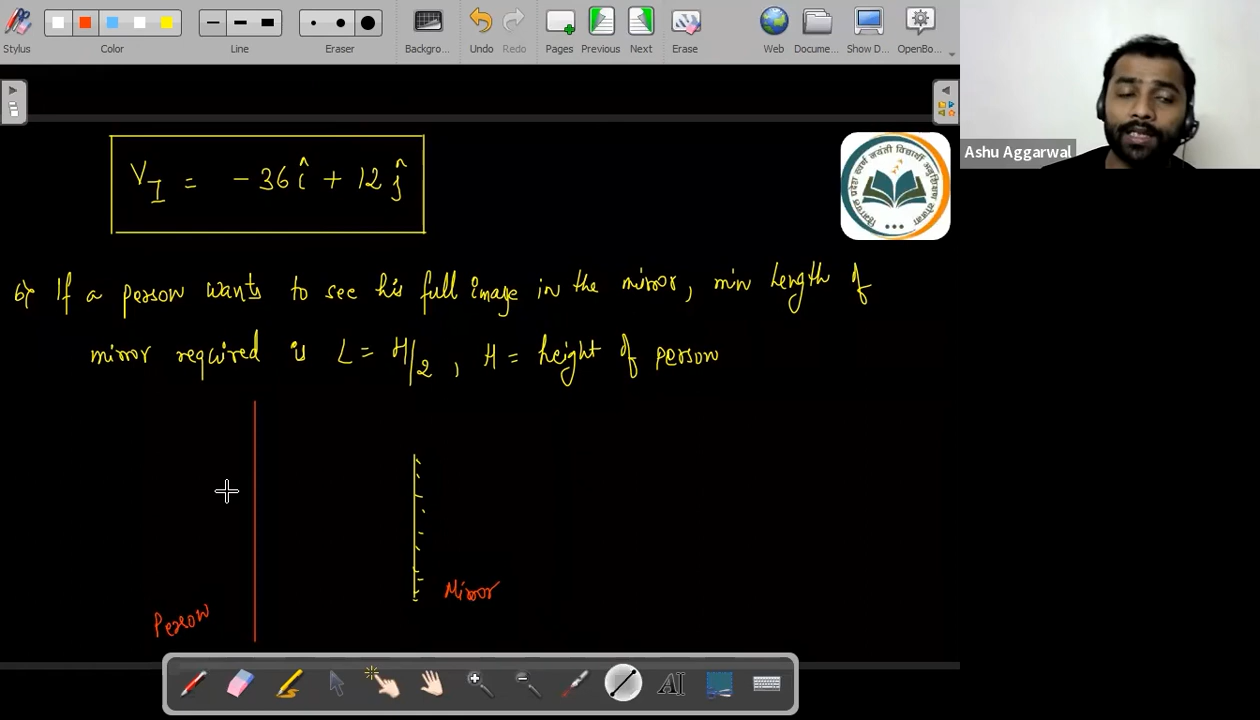 Stylus
Color
Line
Eraser
Backgro...
Undo
Redo
Pages
Previous
Next
Erase
Web
Docume...
Show D...
OpenBo...
Ashu Aggarwal
V_I = - 36 î + 12 ĵ
6) If a person wants to see his full image in the mirror, min length of
mirror required is L = H/2 , H = height of person
Person
Mirror